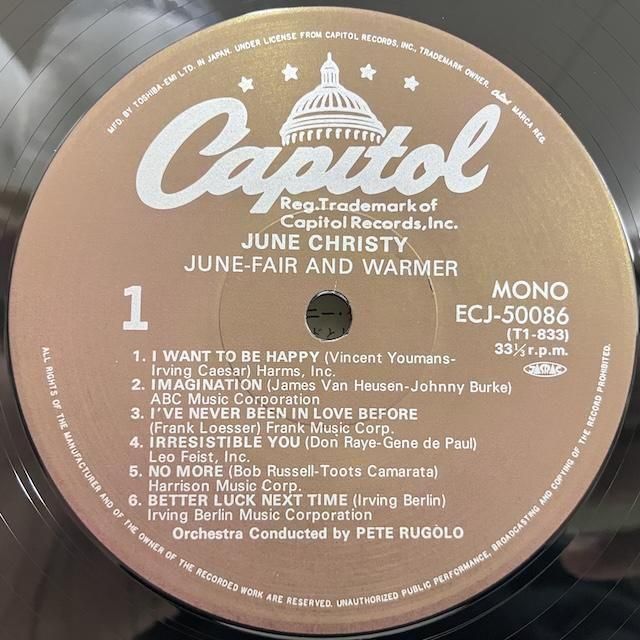 MFD. BY TOSHIBA-EMI LTD. IN JAPAN. UNDER LICENSE FROM CAPITOL RECORDS, INC., TRADEMARK OWNER. Capitol MARCA REG.
Capitol
Reg.Trademark of
Capitol Records,Inc.
JUNE CHRISTY
JUNE-FAIR AND WARMER
1
MONO
ECJ-50086
(T1-833)
33⅓ r.p.m.
JASRAC
1. I WANT TO BE HAPPY (Vincent Youmans-
Irving Caesar) Harms, Inc.
2. IMAGINATION (James Van Heusen-Johnny Burke)
ABC Music Corporation
3. I'VE NEVER BEEN IN LOVE BEFORE
(Frank Loesser) Frank Music Corp.
4. IRRESISTIBLE YOU (Don Raye-Gene de Paul)
Leo Feist, Inc.
5. NO MORE (Bob Russell-Toots Camarata)
Harrison Music Corp.
6. BETTER LUCK NEXT TIME (Irving Berlin)
Irving Berlin Music Corporation
Orchestra Conducted by PETE RUGÒLO
ALL RIGHTS OF THE MANUFACTURER AND OF THE OWNER OF THE RECORDED WORK ARE RESERVED. UNAUTHORIZED PUBLIC PERFORMANCE, BROADCASTING AND COPYING OF THE RECORD PROHIBITED.